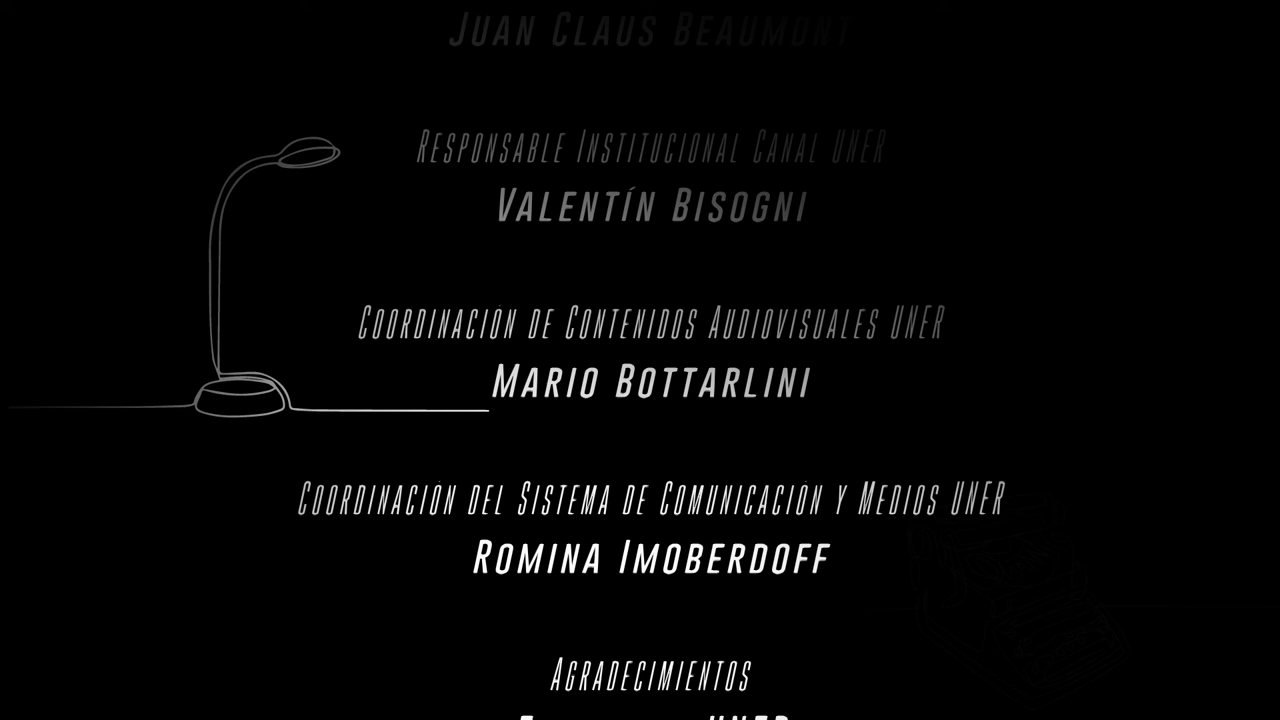 Juan Claus Beaumont
Responsable Institucional Canal UNER
Valentín Bisogni
Coordinación de Contenidos Audiovisuales UNER
Mario Bottarlini
Coordinación del Sistema de Comunicación y Medios UNER
Romina Imoberdoff
Agradecimientos
UNER